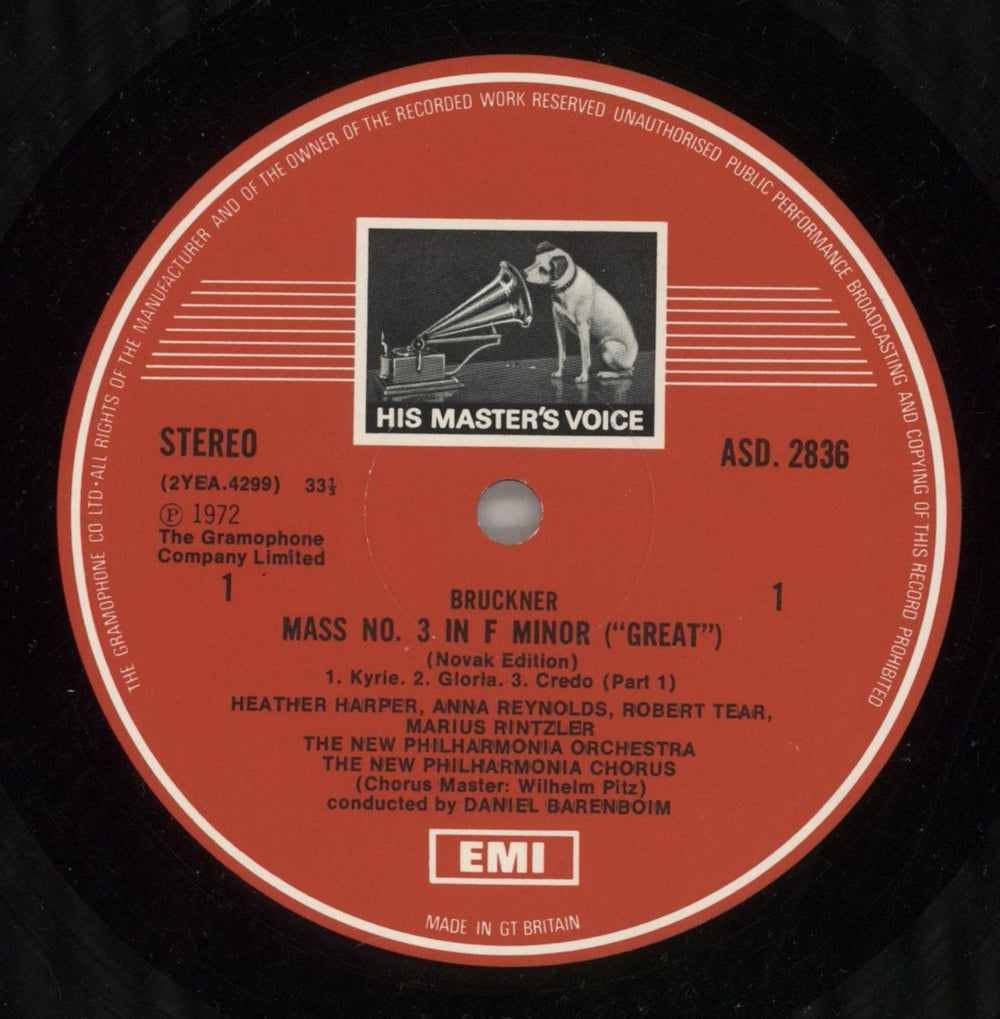 THE GRAMOPHONE CO LTD · ALL RIGHTS OF THE MANUFACTURER AND OF THE OWNER OF THE RECORDED WORK RESERVED UNAUTHORISED PUBLIC PERFORMANCE BROADCASTING AND COPYING OF THIS RECORD PROHIBITED
HIS MASTER'S VOICE
STEREO
ASD. 2836
(2YEA.4299) 33⅓
Ⓟ 1972
The Gramophone
Company Limited
1 1
BRUCKNER
MASS NO. 3 IN F MINOR ("GREAT")
(Novak Edition)
1. Kyrie. 2. Gloria. 3. Credo (Part 1)
HEATHER HARPER, ANNA REYNOLDS, ROBERT TEAR,
MARIUS RINTZLER
THE NEW PHILHARMONIA ORCHESTRA
THE NEW PHILHARMONIA CHORUS
(Chorus Master: Wilhelm Pitz)
conducted by DANIEL BARENBOIM
EMI
MADE IN GT BRITAIN